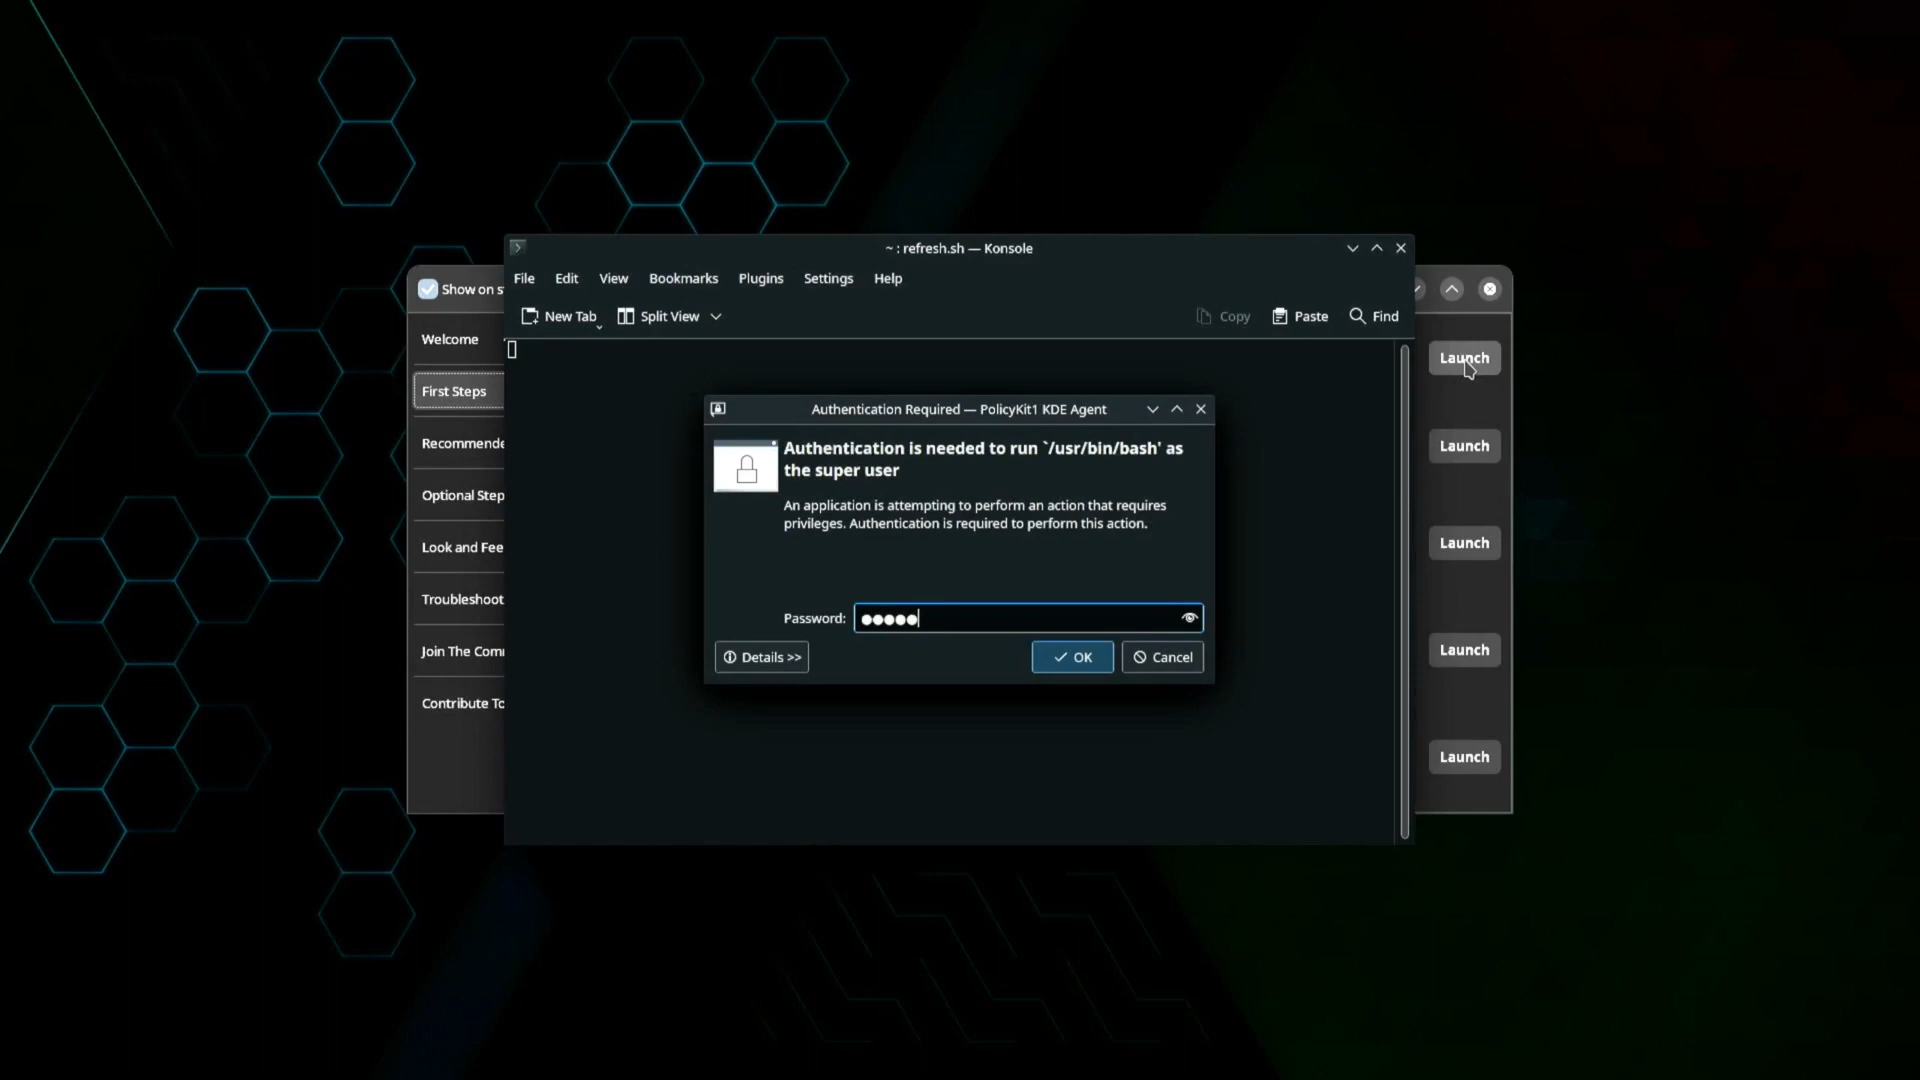 ~ : refresh.sh — Konsole
File Edit View Bookmarks Plugins Settings Help
New Tab Split View Copy Paste Find
Show on s
Welcome
First Steps
Recommende
Optional Step
Look and Fee
Troubleshoot
Join The Com
Contribute To
Authentication Required — PolicyKit1 KDE Agent
Authentication is needed to run `/usr/bin/bash' as
the super user
An application is attempting to perform an action that requires
privileges. Authentication is required to perform this action.
Password: ●●●●●
Details >> OK Cancel
Launch
Launch
Launch
Launch
Launch